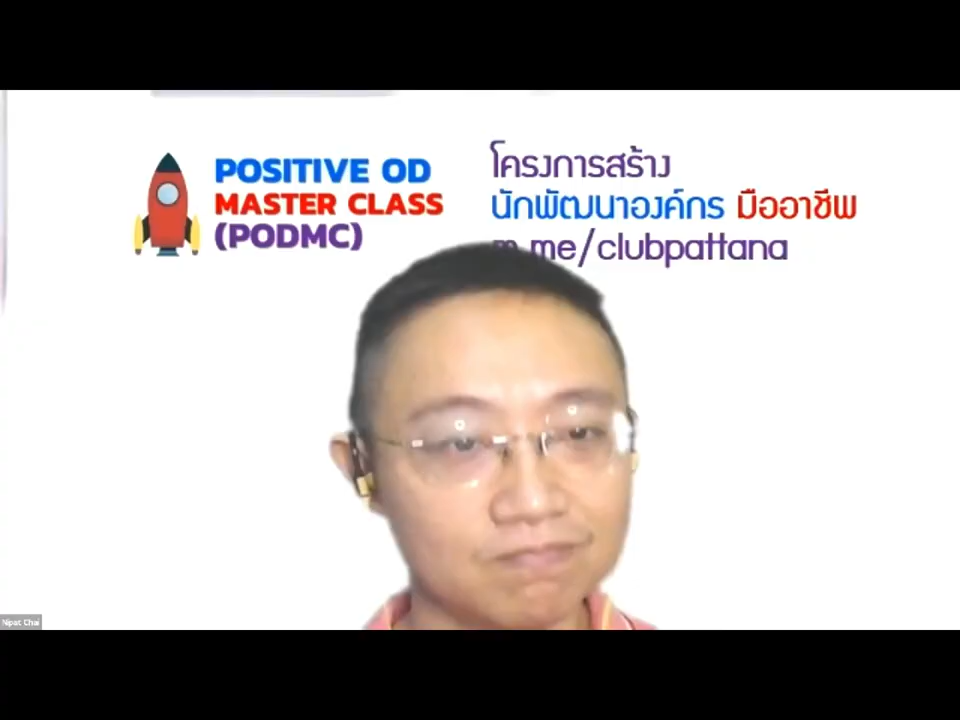 POSITIVE OD
MASTER CLASS
(PODMC)
โครงการสร้าง
นักพัฒนาองค์กร มืออาชีพ
m.me/clubpattana
Nipat Chai